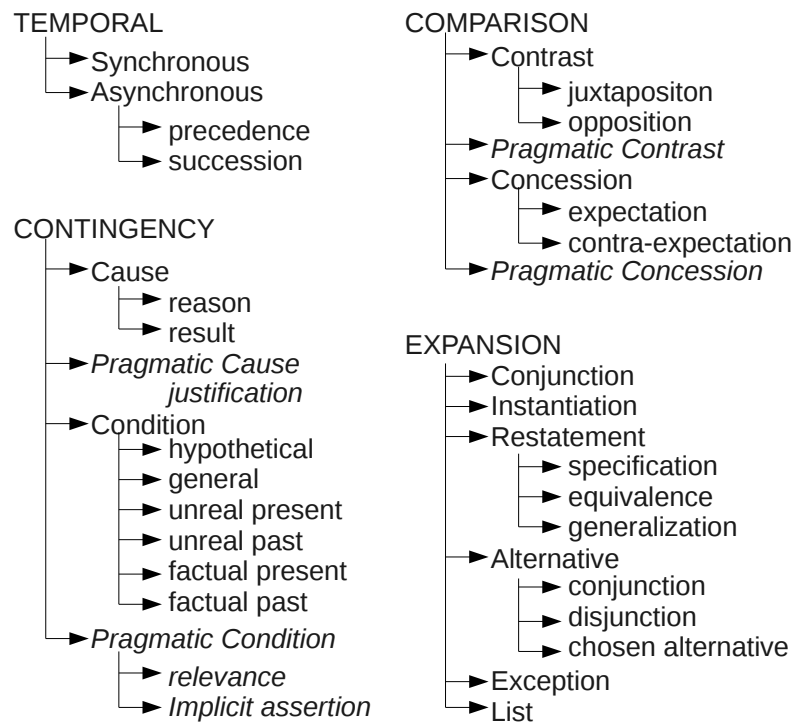 TEMPORAL
Synchronous
Asynchronous
precedence
succession
CONTINGENCY
Cause
reason
result
Pragmatic Cause
justification
Condition
hypothetical
general
unreal present
unreal past
factual present
factual past
Pragmatic Condition
relevance
Implicit assertion
COMPARISON
Contrast
juxtapositon
opposition
Pragmatic Contrast
Concession
expectation
contra-expectation
Pragmatic Concession
EXPANSION
Conjunction
Instantiation
Restatement
specification
equivalence
generalization
Alternative
conjunction
disjunction
chosen alternative
Exception
List